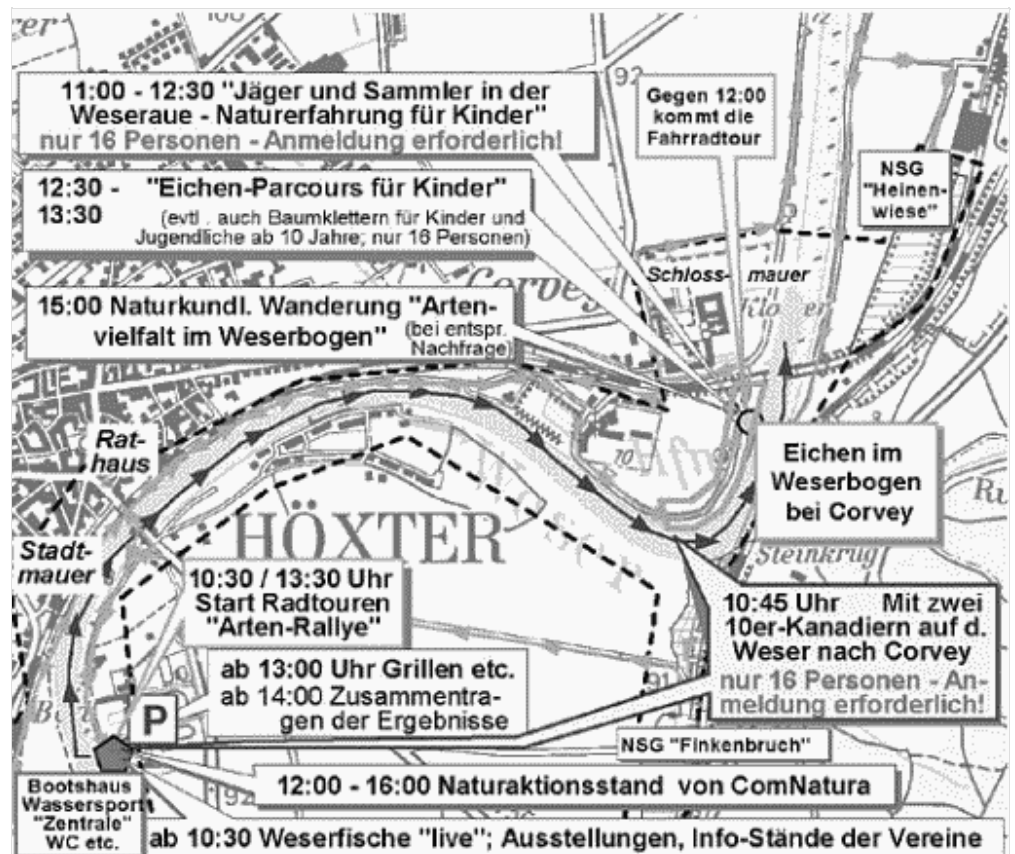 100
92
11:00 - 12:30 "Jäger und Sammler in der
Weseraue - Naturerfahrung für Kinder"
nur 16 Personen - Anmeldung erforderlich!
Gegen 12:00
kommt die
Fahrradtour
NSG
"Heinen-
wiese"
12:30 - "Eichen-Parcours für Kinder"
13:30 (evtl. auch Baumklettern für Kinder und
Jugendliche ab 10 Jahre; nur 16 Personen)
Schloss- mauer
Corvey
15:00 Naturkundl. Wanderung "Arten-
vielfalt im Weserbogen" (bei entspr.
Nachfrage)
Rat-
haus
70
Eichen im
Weserbogen
bei Corvey
Stadt-
mauer
HÖXTER
Weser
Steinkrug
10:30 / 13:30 Uhr
Start Radtouren
"Arten-Rallye"
10:45 Uhr Mit zwei
10er-Kanadiern auf d.
Weser nach Corvey
nur 16 Personen - An-
meldung erforderlich!
ab 13:00 Uhr Grillen etc.
ab 14:00 Zusammentra-
gen der Ergebnisse
91
P
NSG "Finkenbruch"
Bootshaus
Wassersport
"Zentrale"
WC etc.
92
12:00 - 16:00 Naturaktionsstand von ComNatura
ab 10:30 Weserfische "live"; Ausstellungen, Info-Stände der Vereine